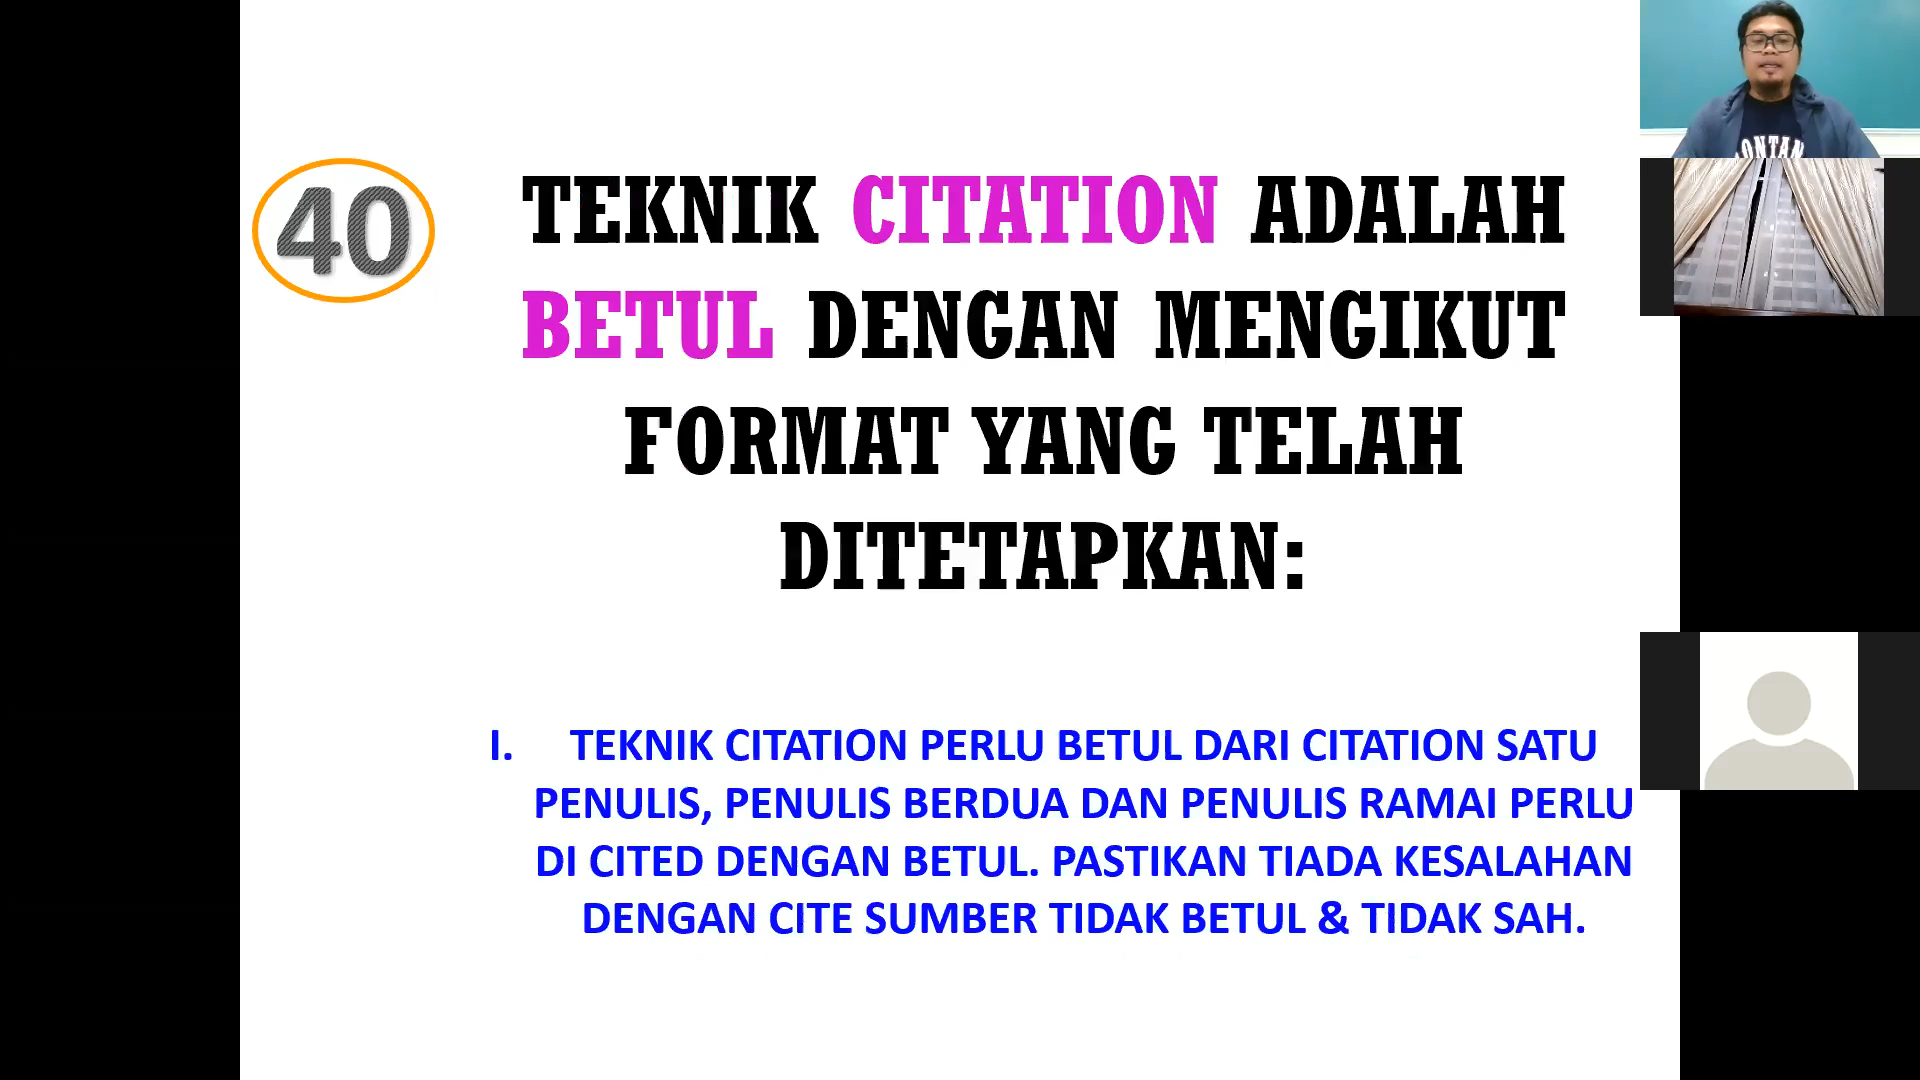 40
TEKNIK CITATION ADALAH
BETUL DENGAN MENGIKUT
FORMAT YANG TELAH
DITETAPKAN:
I. TEKNIK CITATION PERLU BETUL DARI CITATION SATU
PENULIS, PENULIS BERDUA DAN PENULIS RAMAI PERLU
DI CITED DENGAN BETUL. PASTIKAN TIADA KESALAHAN
DENGAN CITE SUMBER TIDAK BETUL & TIDAK SAH.